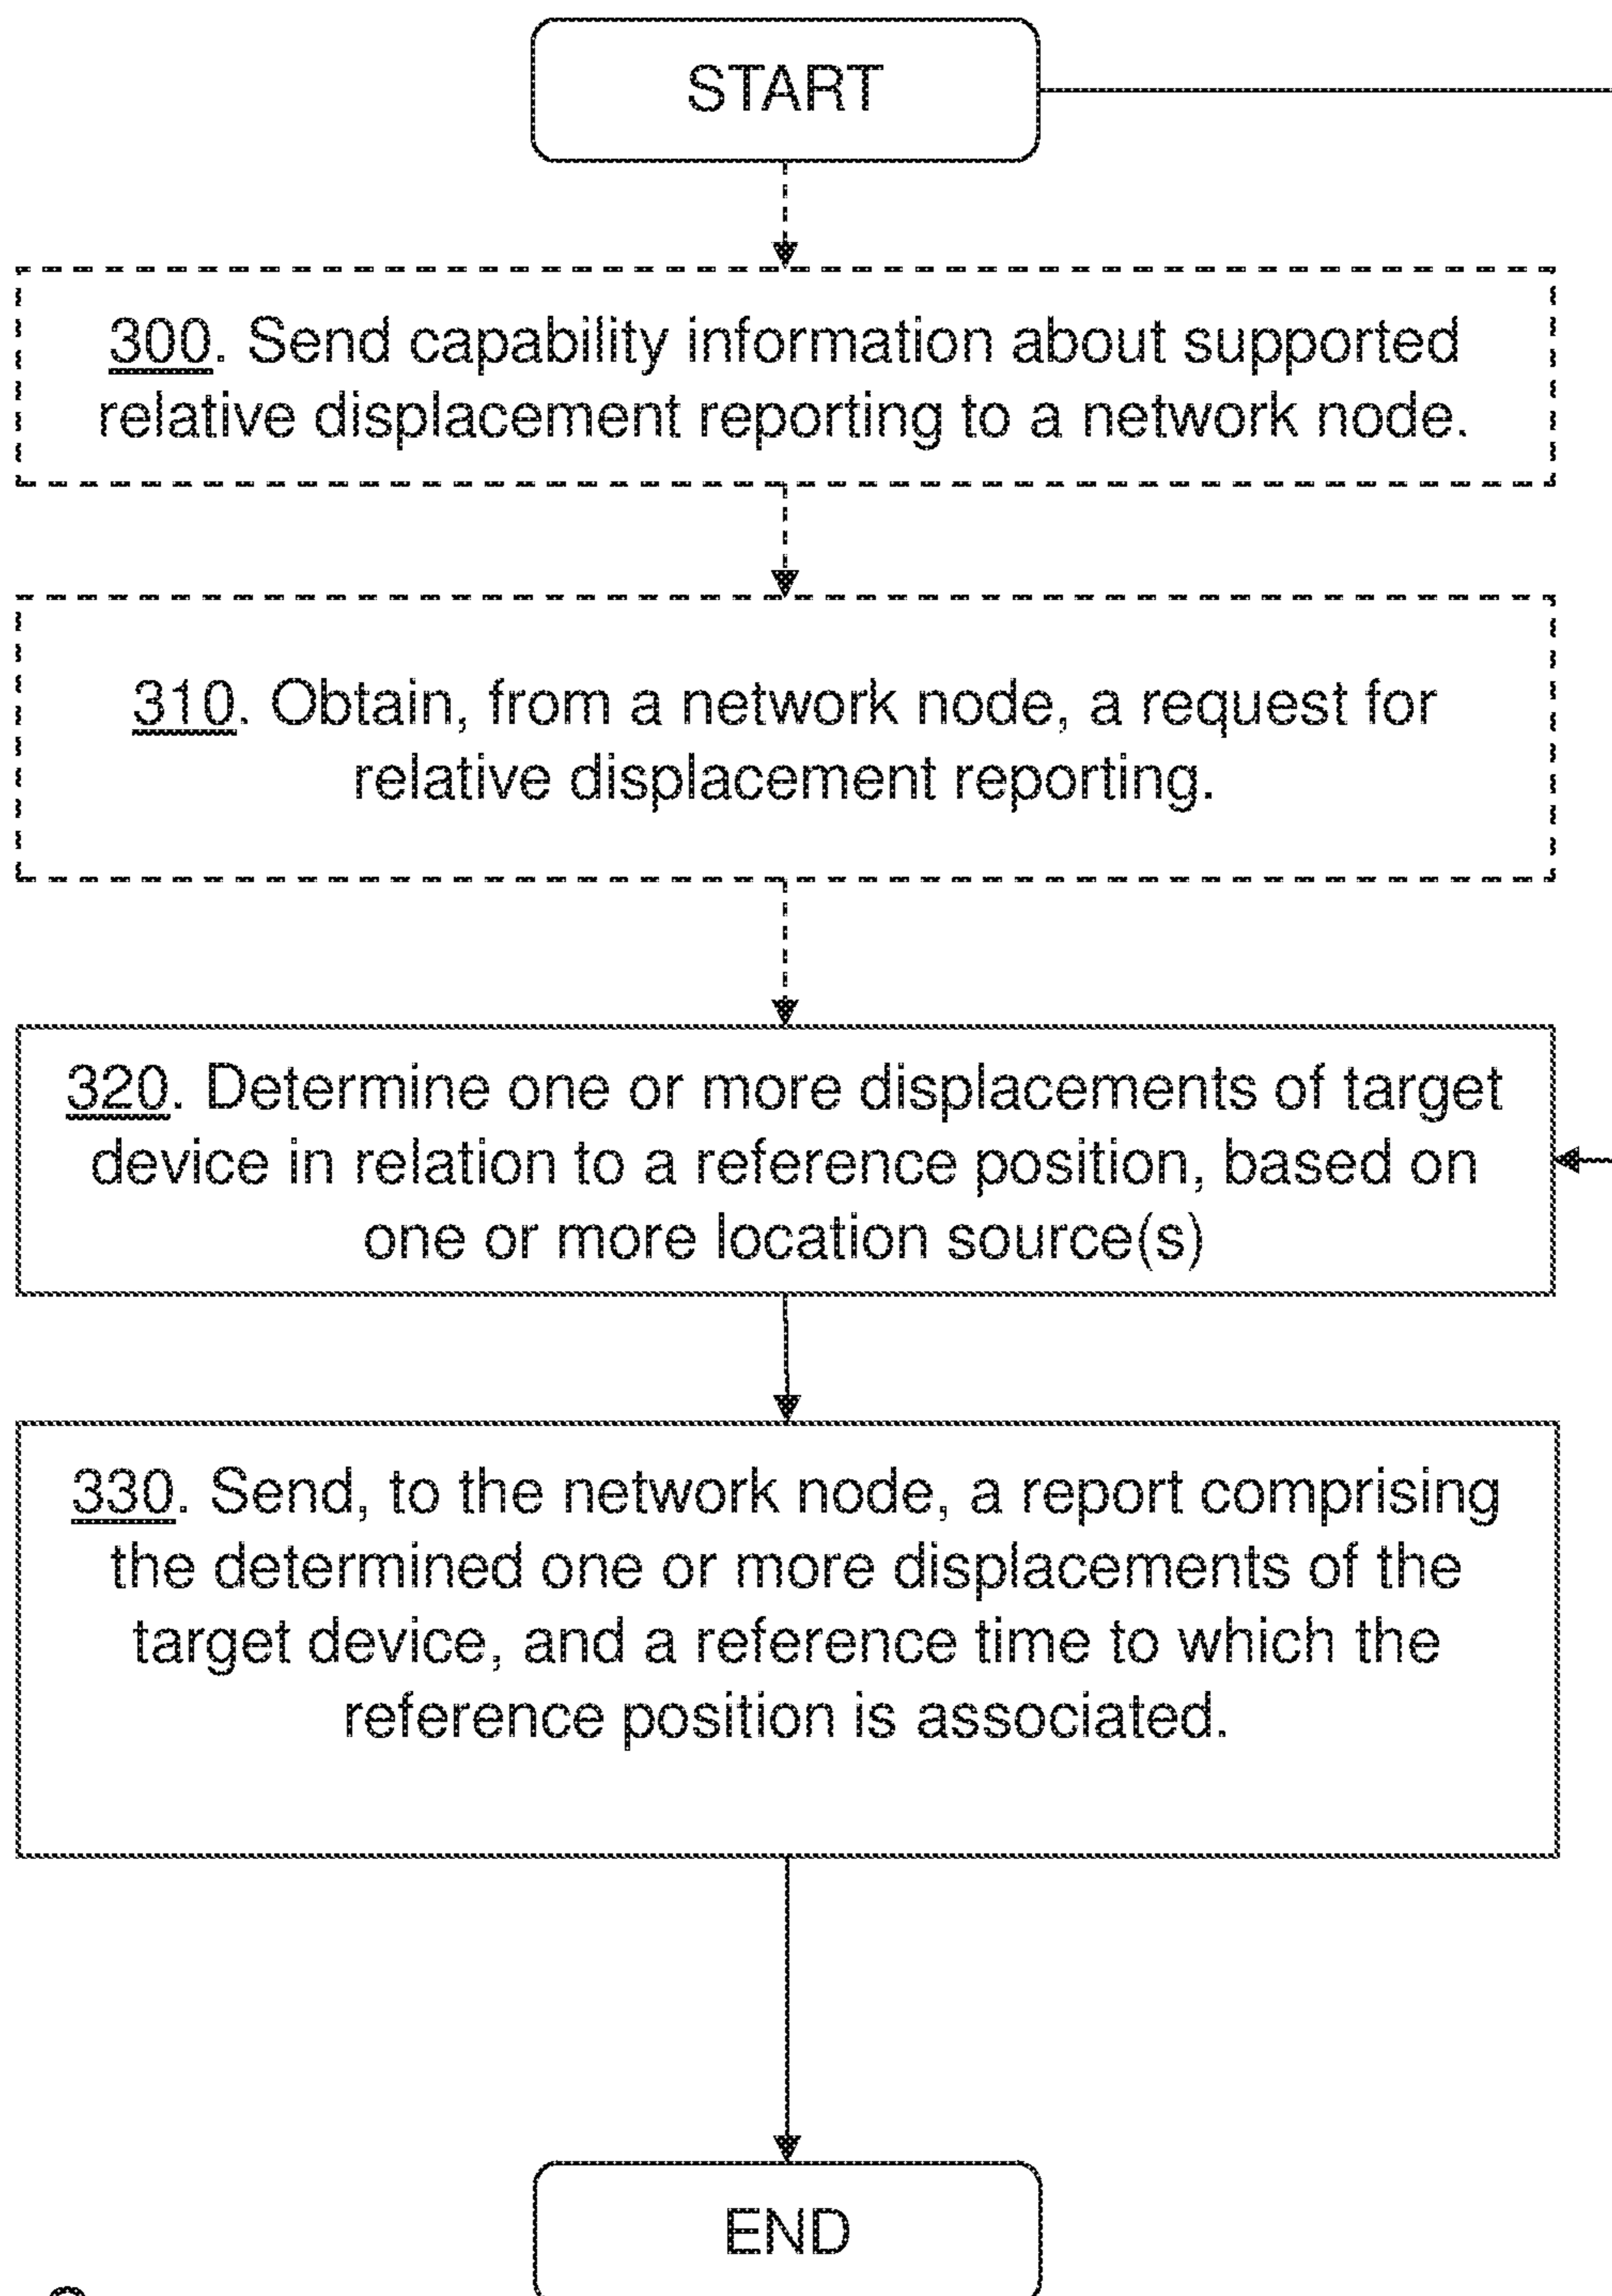 START
300. Send capability information about supported
relative displacement reporting to a network node.
310. Obtain, from a network node, a request for
relative displacement reporting.
320. Determine one or more displacements of target
device in relation to a reference position, based on
one or more location source(s)
330. Send, to the network node, a report comprising
the determined one or more displacements of the
target device, and a reference time to which the
reference position is associated.
END